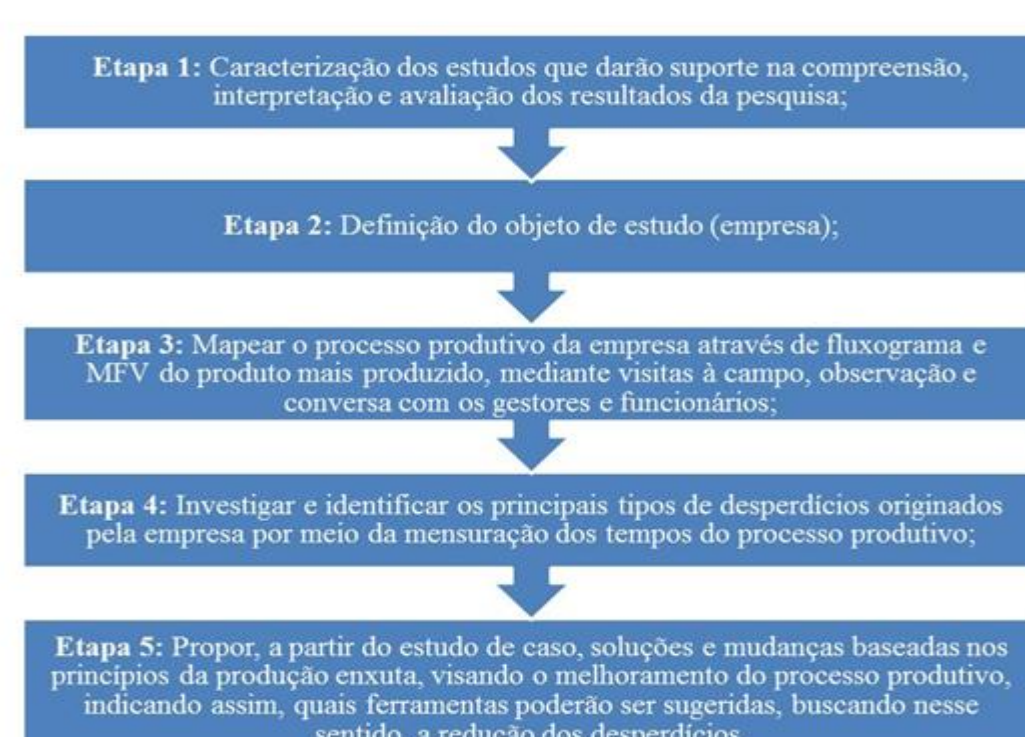 Etapa 1: Caracterização dos estudos que darão suporte na compreensão,
interpretação e avaliação dos resultados da pesquisa;
Etapa 2: Definição do objeto de estudo (empresa);
Etapa 3: Mapear o processo produtivo da empresa através de fluxograma e
MFV do produto mais produzido, mediante visitas à campo, observação e
conversa com os gestores e funcionários;
Etapa 4: Investigar e identificar os principais tipos de desperdícios originados
pela empresa por meio da mensuração dos tempos do processo produtivo;
Etapa 5: Propor, a partir do estudo de caso, soluções e mudanças baseadas nos
princípios da produção enxuta, visando o melhoramento do processo produtivo,
indicando assim, quais ferramentas poderão ser sugeridas, buscando nesse
sentido, a redução dos desperdícios